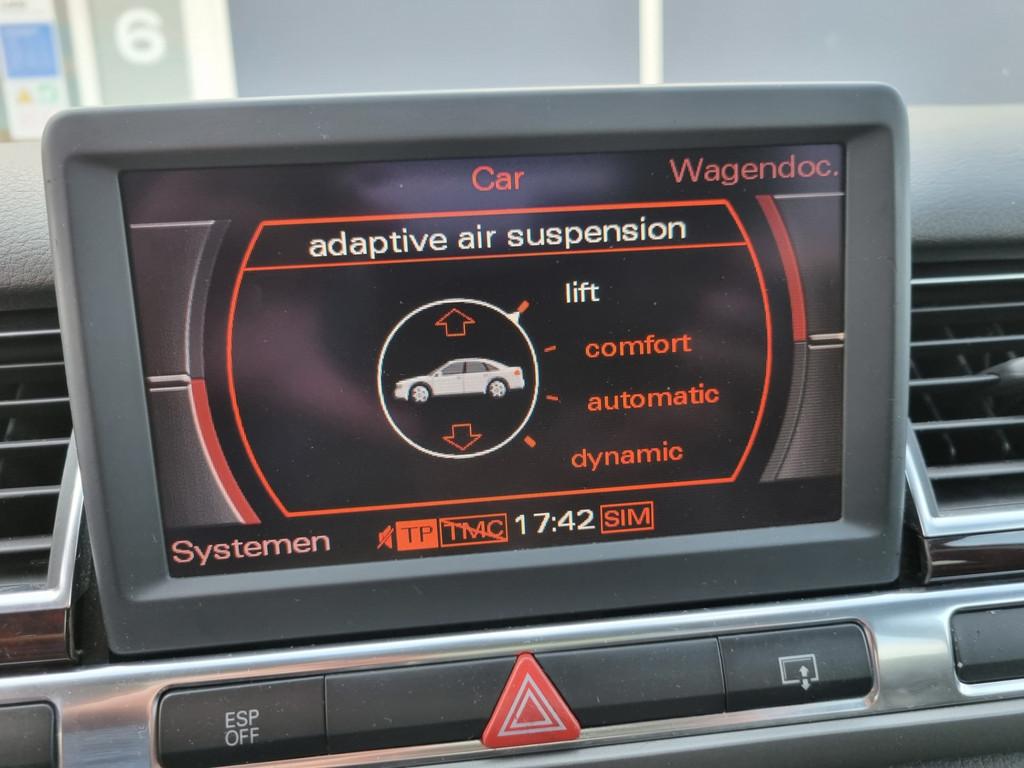 6
Car
Wagendoc.
adaptive air suspension
lift
comfort
automatic
dynamic
Systemen
TP TMC 17:42 SIM
ESP
OFF